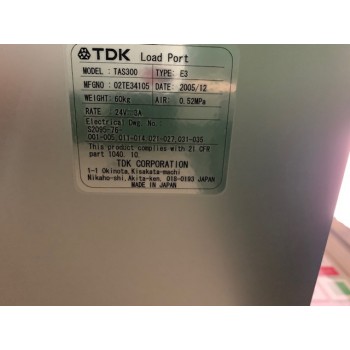 TDK Load Port
MODEL : TAS300 TYPE : E3
MFGNO : 02TE34105 DATE : 2005/12
WEIGHT : 60kg AIR : 0.52MPa
RATE : 24V 3A
Electrical Dwg. No.
S2095-76-
001-005,011-014,021-027,031-035
This product complies with 21 CFR
part 1040. 10
TDK CORPORATION
1-1 Okinota, Kisakata-machi
Nikaho-shi, Akita-ken. 018-0193 JAPAN
MADE IN JAPAN